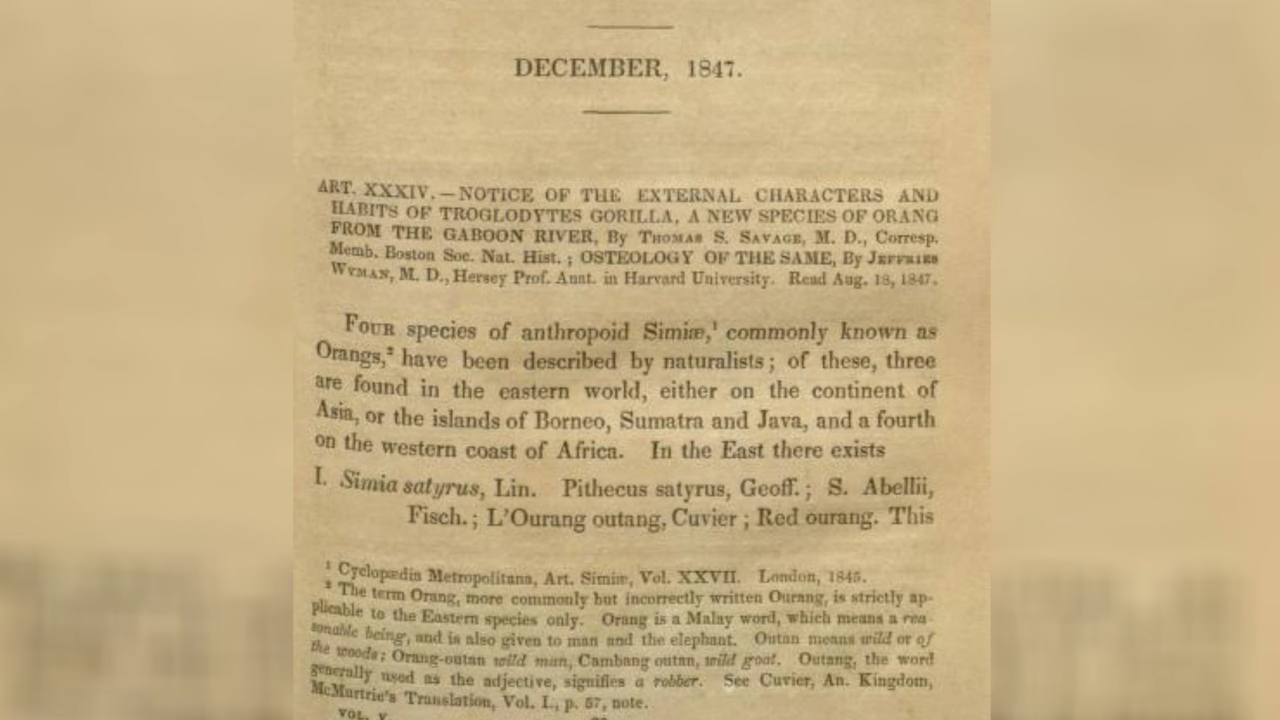 DECEMBER, 1847.
ART. XXXIV.—NOTICE OF THE EXTERNAL CHARACTERS AND
HABITS OF TROGLODYTES GORILLA, A NEW SPECIES OF ORANG
FROM THE GABOON RIVER, By Thomas S. Savage, M. D., Corresp.
Memb. Boston Soc. Nat. Hist. ; OSTEOLOGY OF THE SAME, By Jeffries
Wyman, M. D., Hersey Prof. Anat. in Harvard University. Read Aug. 18, 1847.
Four species of anthropoid Simiæ,¹ commonly known as
Orangs,² have been described by naturalists ; of these, three
are found in the eastern world, either on the continent of
Asia, or the islands of Borneo, Sumatra and Java, and a fourth
on the western coast of Africa. In the East there exists
I. Simia satyrus, Lin. Pithecus satyrus, Geoff. ; S. Abellii,
Fisch. ; L'Ourang outang, Cuvier ; Red ourang. This
¹ Cyclopædia Metropolitana, Art. Simiæ, Vol. XXVII. London, 1845.
² The term Orang, more commonly but incorrectly written Ourang, is strictly ap-
plicable to the Eastern species only. Orang is a Malay word, which means a rea-
sonable being, and is also given to man and the elephant. Outan means wild or of
the woods ; Orang-outan wild man, Cambang outan, wild goat. Outang, the word
generally used as the adjective, signifies a robber. See Cuvier, An. Kingdom,
McMurtrie's Translation, Vol. I., p. 57, note.
VOL. V